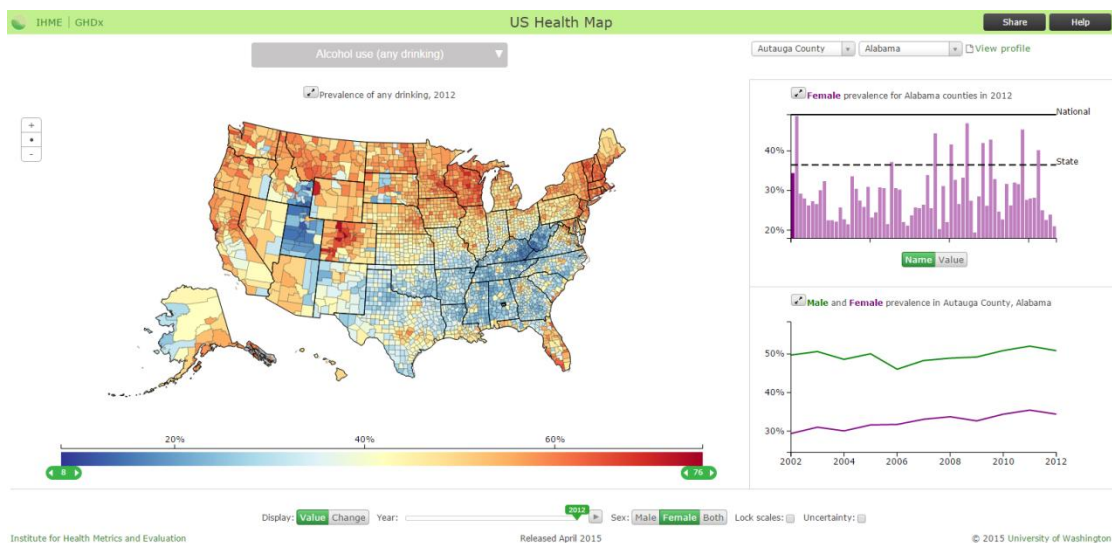 IHME | GHDx
US Health Map
Share
Help
Alcohol use (any drinking)
Autauga County
Alabama
View profile
Prevalence of any drinking, 2012
+
-
Female prevalence for Alabama counties in 2012
National
State
40%
30%
20%
Name Value
Male and Female prevalence in Autauga County, Alabama
50%
40%
30%
2002 2004 2006 2008 2010 2012
20% 40% 60%
8
76
Display: Value Change Year: 2012 Sex: Male Female Both Lock scales: Uncertainty:
Institute for Health Metrics and Evaluation
Released April 2015
© 2015 University of Washington